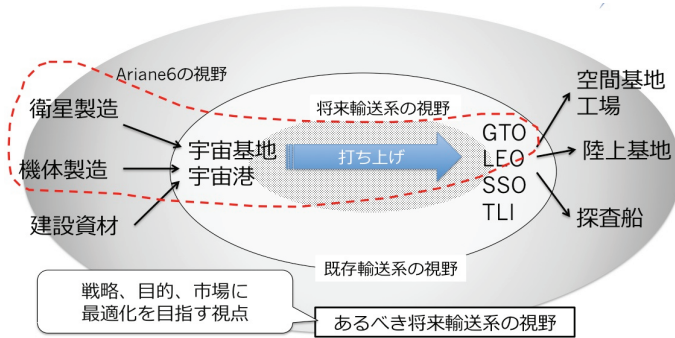 Ariane6の視野
衛星製造
機体製造
建設資材
宇宙基地
宇宙港
将来輸送系の視野
打ち上げ
GTO
LEO
SSO
TLI
空間基地
工場
陸上基地
探査船
既存輸送系の視野
戦略、目的、市場に
最適化を目指す視点
あるべき将来輸送系の視野